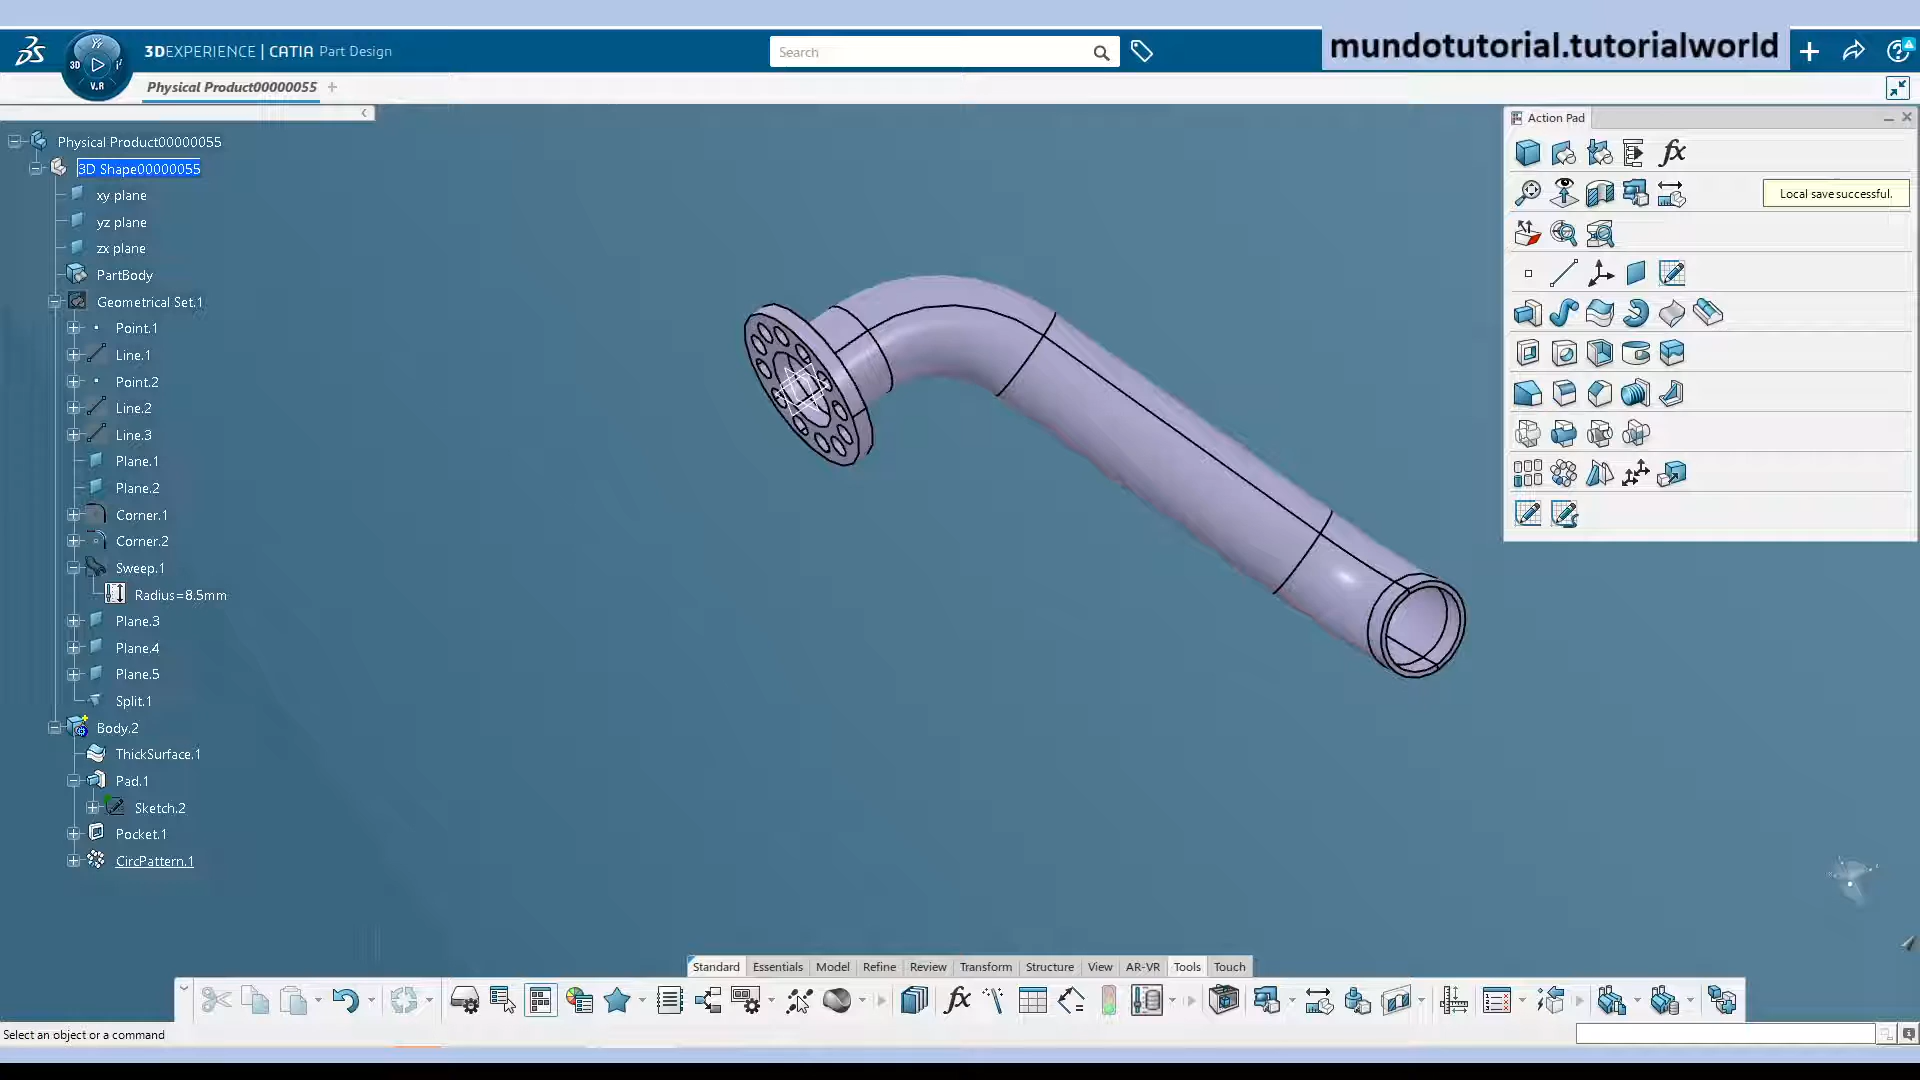 3DEXPERIENCE | CATIA Part Design
Search
mundotutorial.tutorialworld
3D
V.R
Physical Product00000055
Action Pad
Local save successful.
Physical Product00000055
3D Shape00000055
xy plane
yz plane
zx plane
PartBody
Geometrical Set.1
Point.1
Line.1
Point.2
Line.2
Line.3
Plane.1
Plane.2
Corner.1
Corner.2
Sweep.1
Radius=8.5mm
Plane.3
Plane.4
Plane.5
Split.1
Body.2
ThickSurface.1
Pad.1
Sketch.2
Pocket.1
CircPattern.1
Standard Essentials Model Refine Review Transform Structure View AR-VR Tools Touch
Select an object or a command